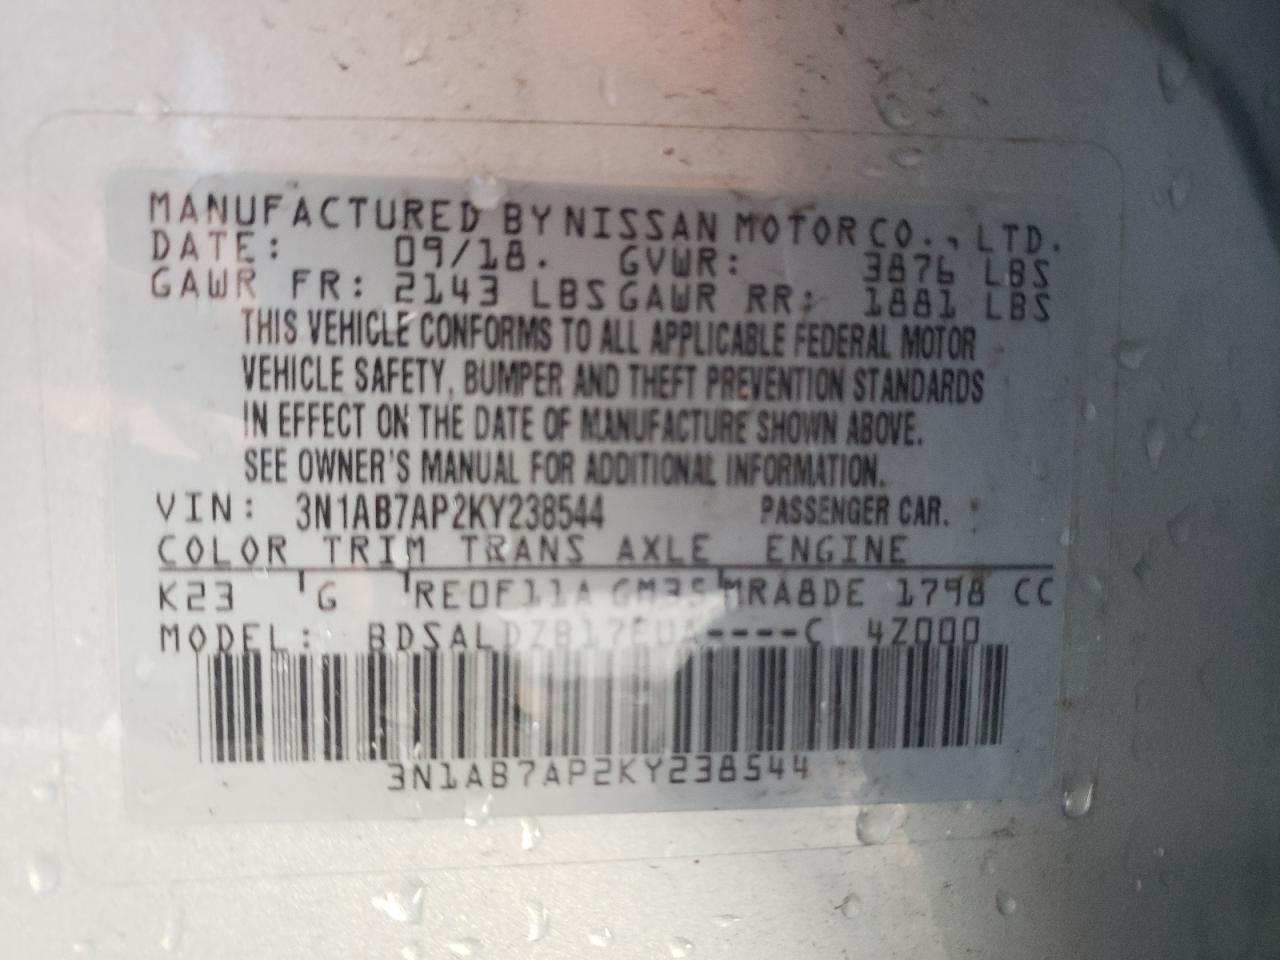 MANUFACTURED BY NISSAN MOTOR CO., LTD.
DATE: 09/18. GVWR: 3876 LBS
GAWR FR: 2143 LBS GAWR RR: 1881 LBS
THIS VEHICLE CONFORMS TO ALL APPLICABLE FEDERAL MOTOR
VEHICLE SAFETY, BUMPER AND THEFT PREVENTION STANDARDS
IN EFFECT ON THE DATE OF MANUFACTURE SHOWN ABOVE.
SEE OWNER'S MANUAL FOR ADDITIONAL INFORMATION.
VIN: 3N1AB7AP2KY238544 PASSENGER CAR.
COLOR TRIM TRANS AXLE ENGINE
K23 G RE0F11A GM35 MRA8DE 1798 CC
MODEL: BDSALDZB17EUA----C 4Z000
3N1AB7AP2KY238544